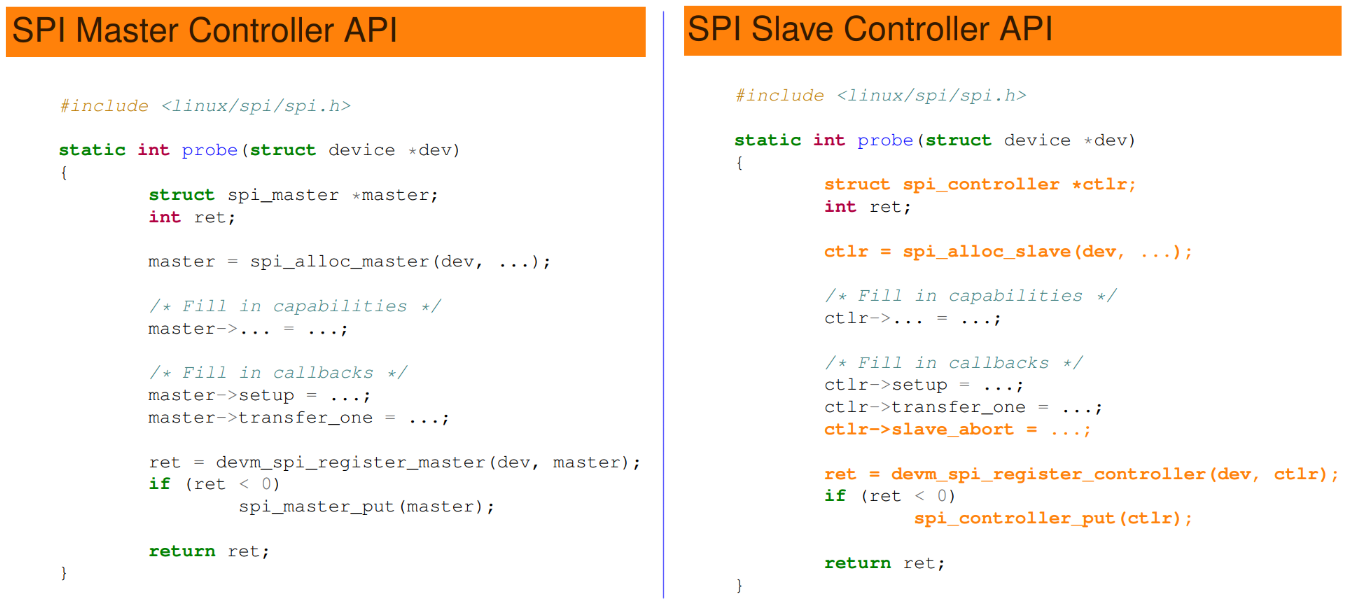 SPI Master Controller API
#include <linux/spi/spi.h>
static int probe(struct device *dev)
{
struct spi_master *master;
int ret;
master = spi_alloc_master(dev, ...);
/* Fill in capabilities */
master->... = ...;
/* Fill in callbacks */
master->setup = ...;
master->transfer_one = ...;
ret = devm_spi_register_master(dev, master);
if (ret < 0)
spi_master_put(master);
return ret;
}
SPI Slave Controller API
#include <linux/spi/spi.h>
static int probe(struct device *dev)
{
struct spi_controller *ctlr;
int ret;
ctlr = spi_alloc_slave(dev, ...);
/* Fill in capabilities */
ctlr->... = ...;
/* Fill in callbacks */
ctlr->setup = ...;
ctlr->transfer_one = ...;
ctlr->slave_abort = ...;
ret = devm_spi_register_controller(dev, ctlr);
if (ret < 0)
spi_controller_put(ctlr);
return ret;
}